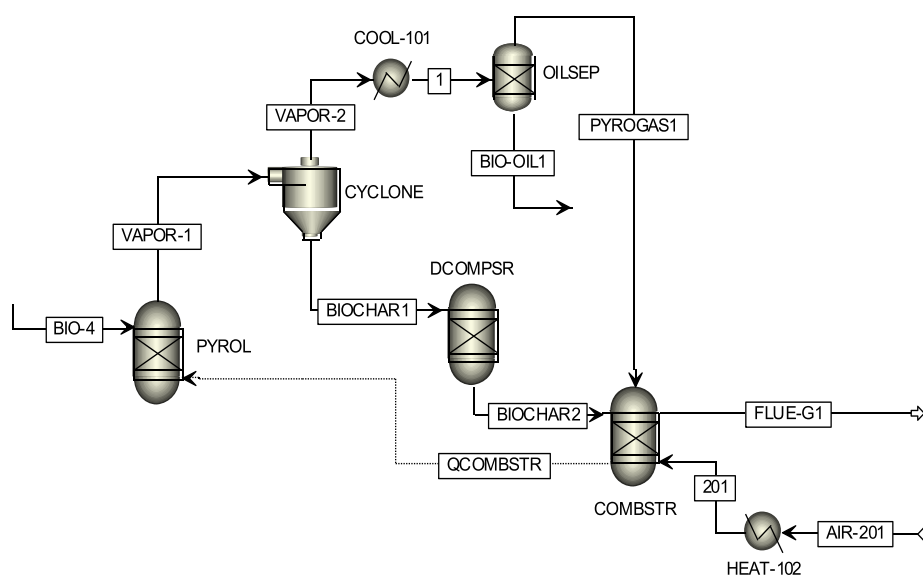 COOL-101
1
OILSEP
VAPOR-2
PYROGAS1
BIO-OIL1
CYCLONE
VAPOR-1
DCOMPSR
BIOCHAR1
BIO-4
PYROL
BIOCHAR2
FLUE-G1
QCOMBSTR
201
COMBSTR
AIR-201
HEAT-102